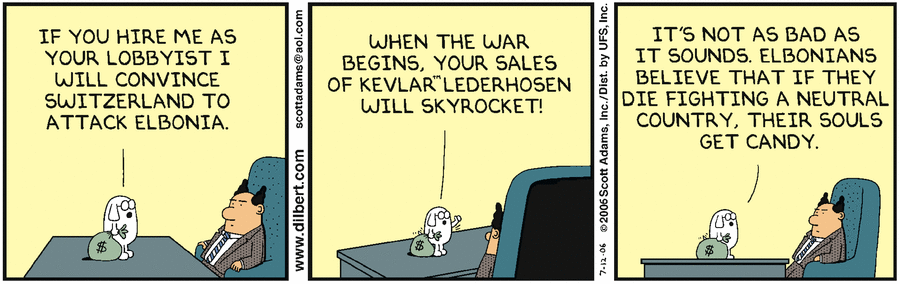 IF YOU HIRE ME AS
YOUR LOBBYIST I
WILL CONVINCE
SWITZERLAND TO
ATTACK ELBONIA.
$
www.dilbert.com
scottadams@aol.com
WHEN THE WAR
BEGINS, YOUR SALES
OF KEVLAR™ LEDERHOSEN
WILL SKYROCKET!
$
7-12-06 © 2006 Scott Adams, Inc./Dist. by UFS, Inc.
IT'S NOT AS BAD AS
IT SOUNDS. ELBONIANS
BELIEVE THAT IF THEY
DIE FIGHTING A NEUTRAL
COUNTRY, THEIR SOULS
GET CANDY.
$